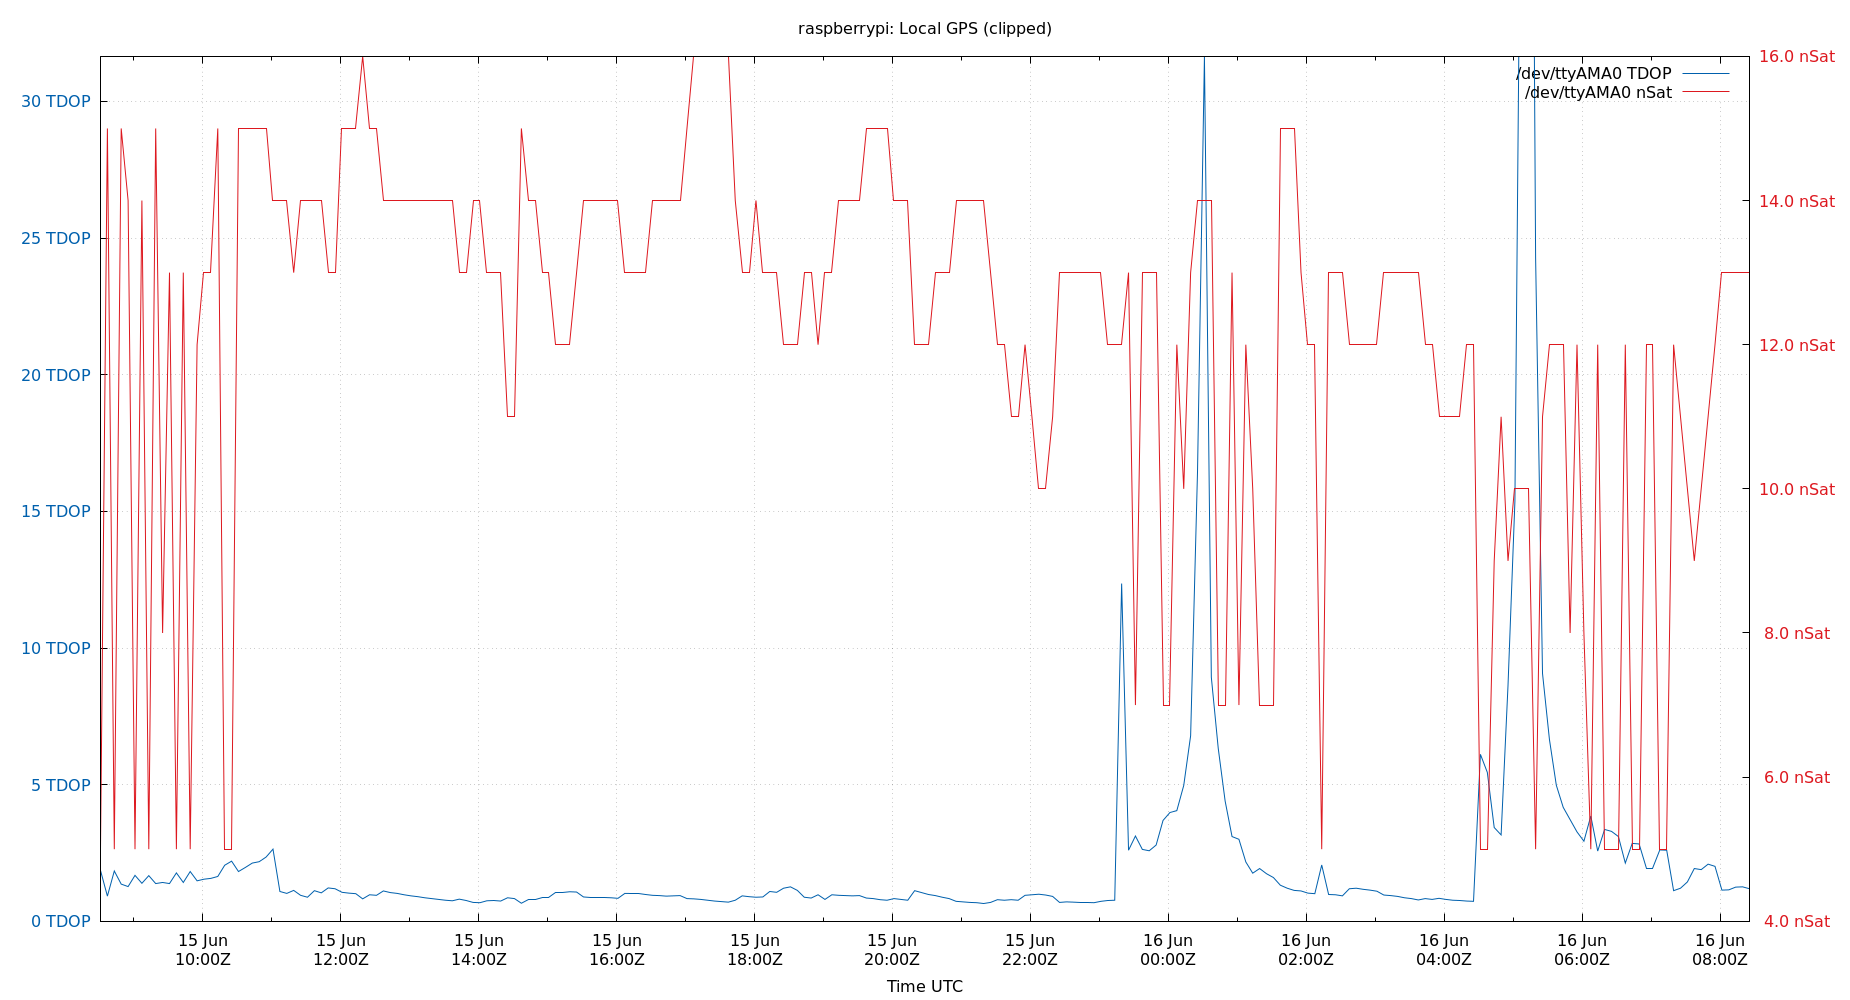 raspberrypi: Local GPS (clipped)
16.0 nSat
/dev/ttyAMA0 TDOP
/dev/ttyAMA0 nSat
30 TDOP
14.0 nSat
25 TDOP
12.0 nSat
20 TDOP
10.0 nSat
15 TDOP
8.0 nSat
10 TDOP
6.0 nSat
5 TDOP
4.0 nSat
0 TDOP
15 Jun 15 Jun 15 Jun 15 Jun 15 Jun 15 Jun 15 Jun 16 Jun 16 Jun 16 Jun 16 Jun 16 Jun
10:00Z 12:00Z 14:00Z 16:00Z 18:00Z 20:00Z 22:00Z 00:00Z 02:00Z 04:00Z 06:00Z 08:00Z
Time UTC